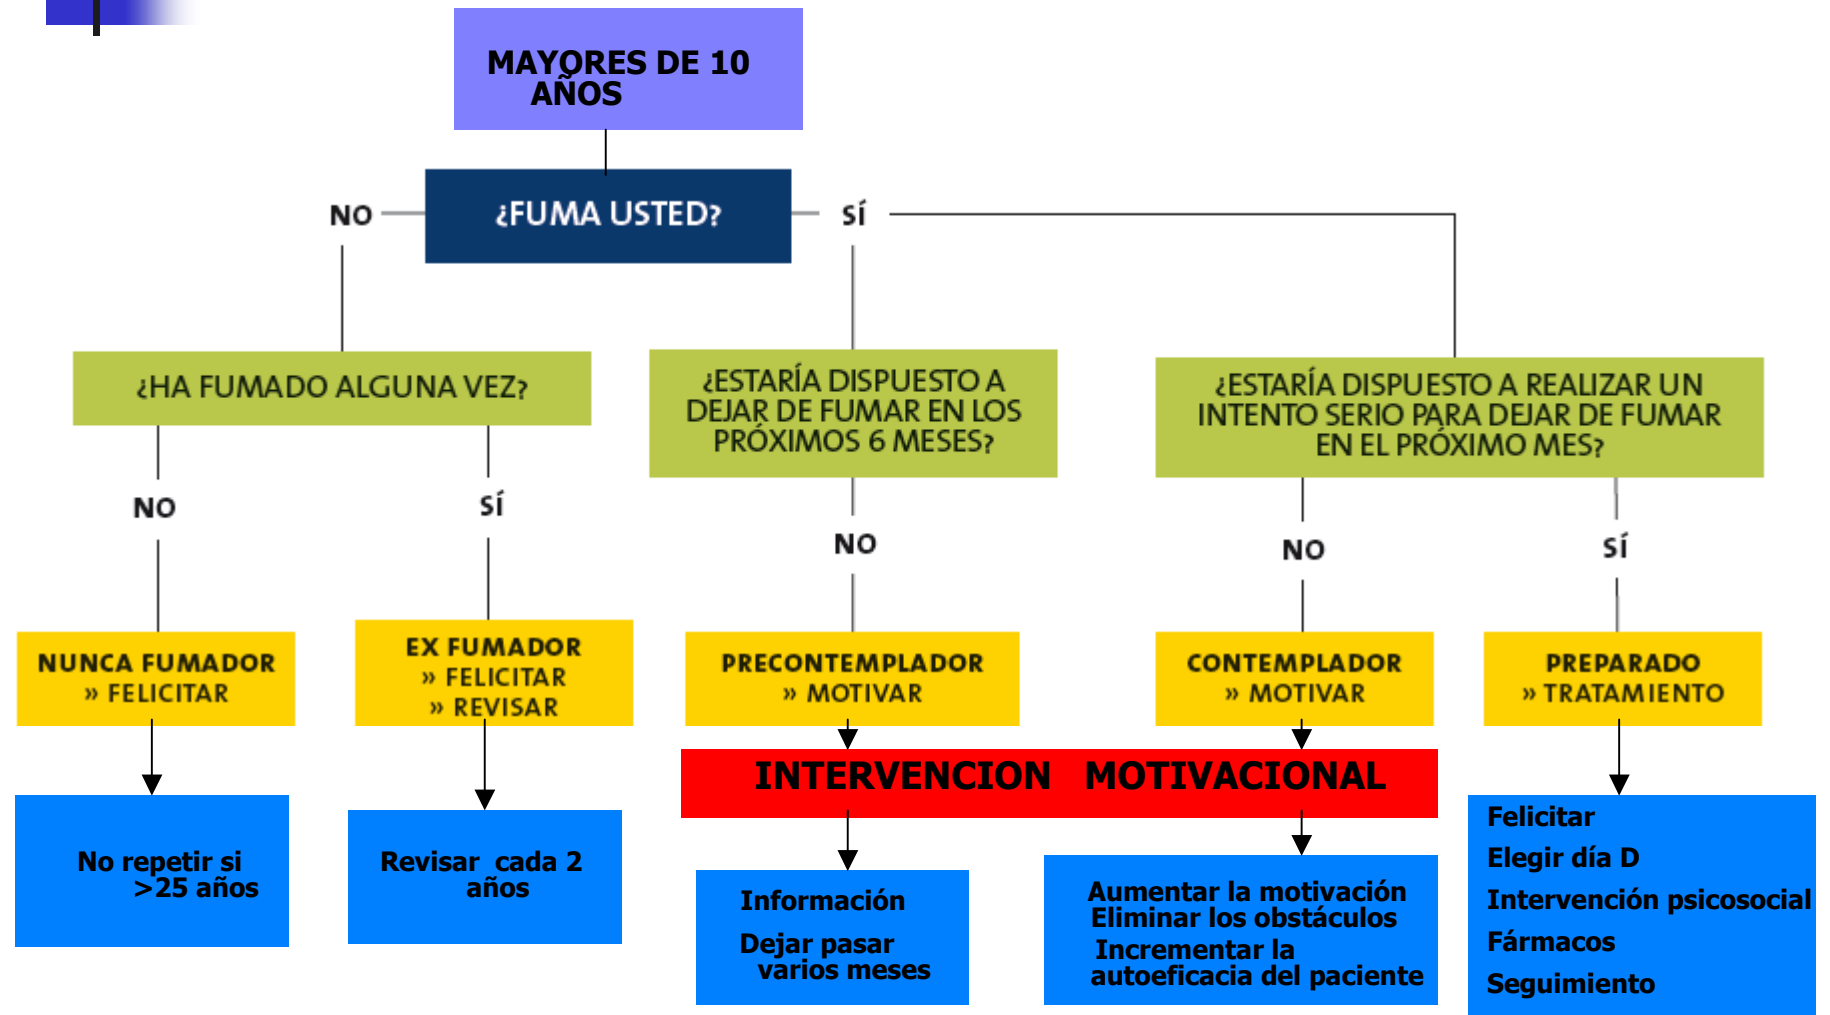 MAYORES DE 10
AÑOS
NO
¿FUMA USTED?
SÍ
¿HA FUMADO ALGUNA VEZ?
¿ESTARÍA DISPUESTO A
DEJAR DE FUMAR EN LOS
PRÓXIMOS 6 MESES?
¿ESTARÍA DISPUESTO A REALIZAR UN
INTENTO SERIO PARA DEJAR DE FUMAR
EN EL PRÓXIMO MES?
NO
SÍ
NO
NO
SÍ
NUNCA FUMADOR
» FELICITAR
EX FUMADOR
» FELICITAR
» REVISAR
PRECONTEMPLADOR
» MOTIVAR
CONTEMPLADOR
» MOTIVAR
PREPARADO
» TRATAMIENTO
INTERVENCION MOTIVACIONAL
No repetir si
>25 años
Revisar cada 2
años
Información
Dejar pasar
varios meses
Aumentar la motivación
Eliminar los obstáculos
Incrementar la
autoeficacia del paciente
Felicitar
Elegir día D
Intervención psicosocial
Fármacos
Seguimiento